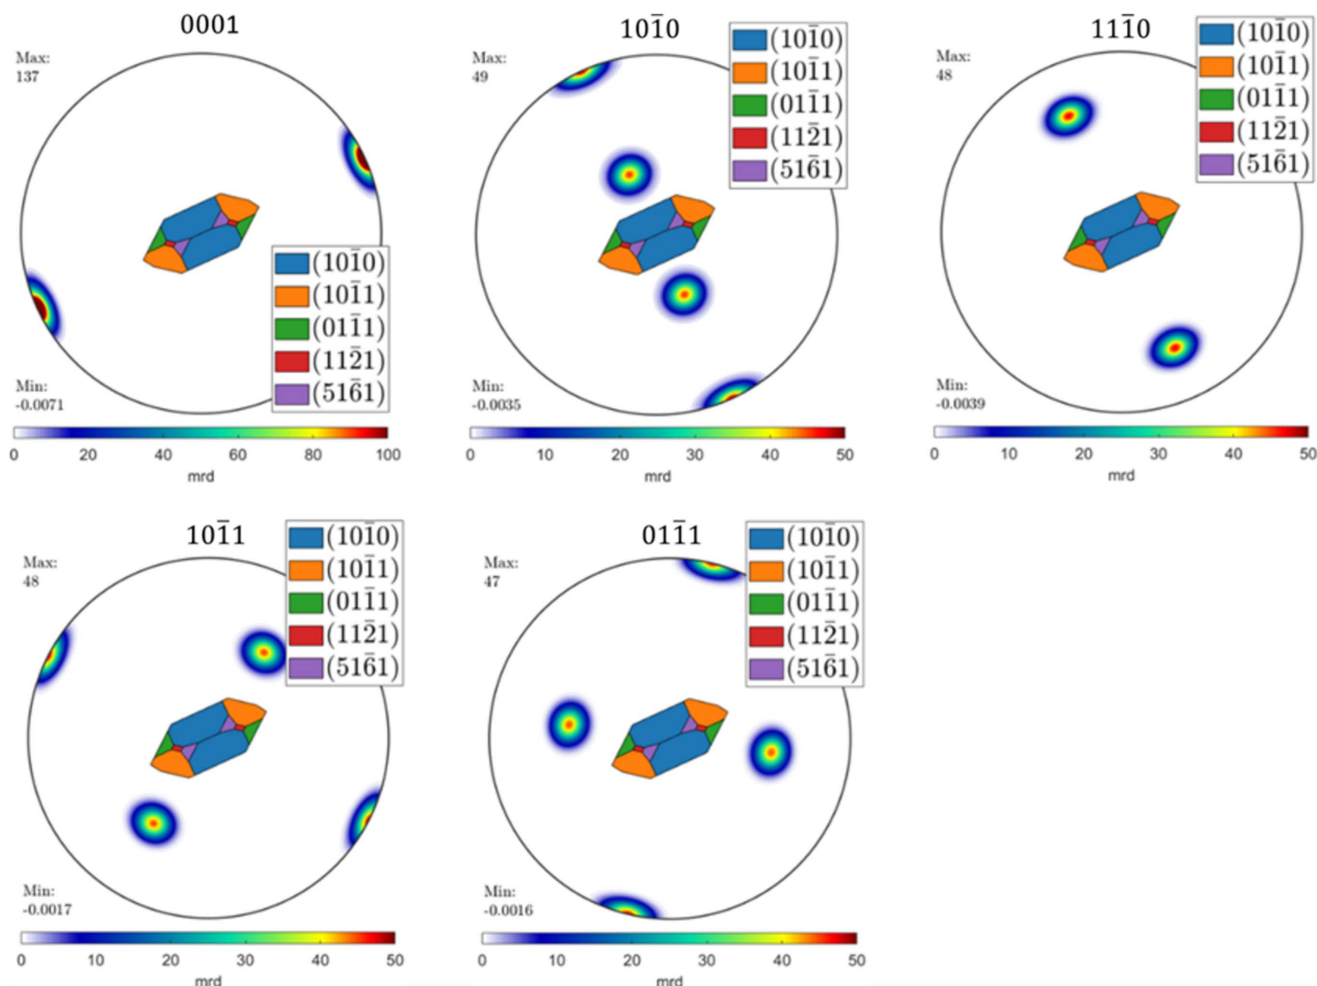 0001
Max:
137
(101̅0)
(101̅1)
(011̅1)
(112̅1)
(516̅1)
Min:
-0.0071
0 20 40 60 80 100
mrd
101̅0
Max:
49
(101̅0)
(101̅1)
(011̅1)
(112̅1)
(516̅1)
Min:
-0.0035
0 10 20 30 40 50
mrd
111̅0
Max:
48
(101̅0)
(101̅1)
(011̅1)
(112̅1)
(516̅1)
Min:
-0.0039
0 10 20 30 40 50
mrd
101̅1
Max:
48
(101̅0)
(101̅1)
(011̅1)
(112̅1)
(516̅1)
Min:
-0.0017
0 10 20 30 40 50
mrd
011̅1
Max:
47
(101̅0)
(101̅1)
(011̅1)
(112̅1)
(516̅1)
Min:
-0.0016
0 10 20 30 40 50
mrd